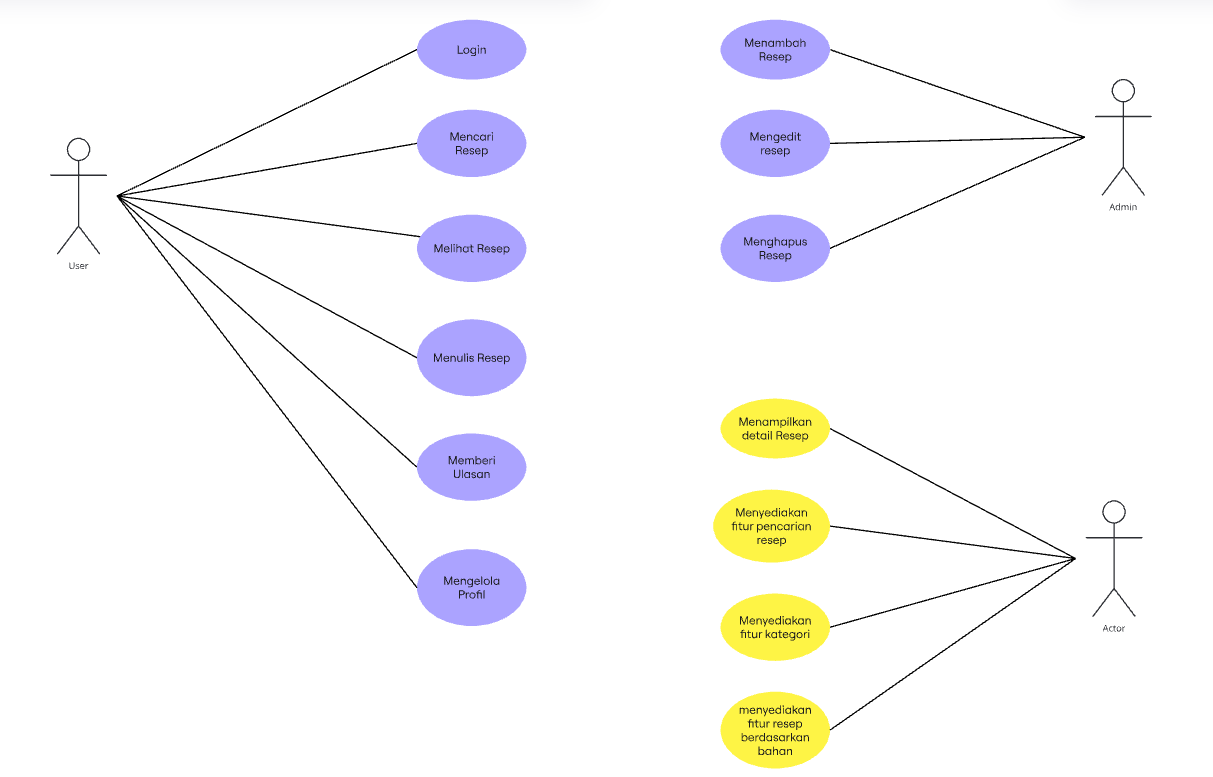 Login
Mencari
Resep
Melihat Resep
Menulis Resep
Memberi
Ulasan
Mengelola
Profil
User
Menambah
Resep
Mengedit
resep
Menghapus
Resep
Admin
Menampilkan
detail Resep
Menyediakan
fitur pencarian
resep
Menyediakan
fitur kategori
menyediakan
fitur resep
berdasarkan
bahan
Actor